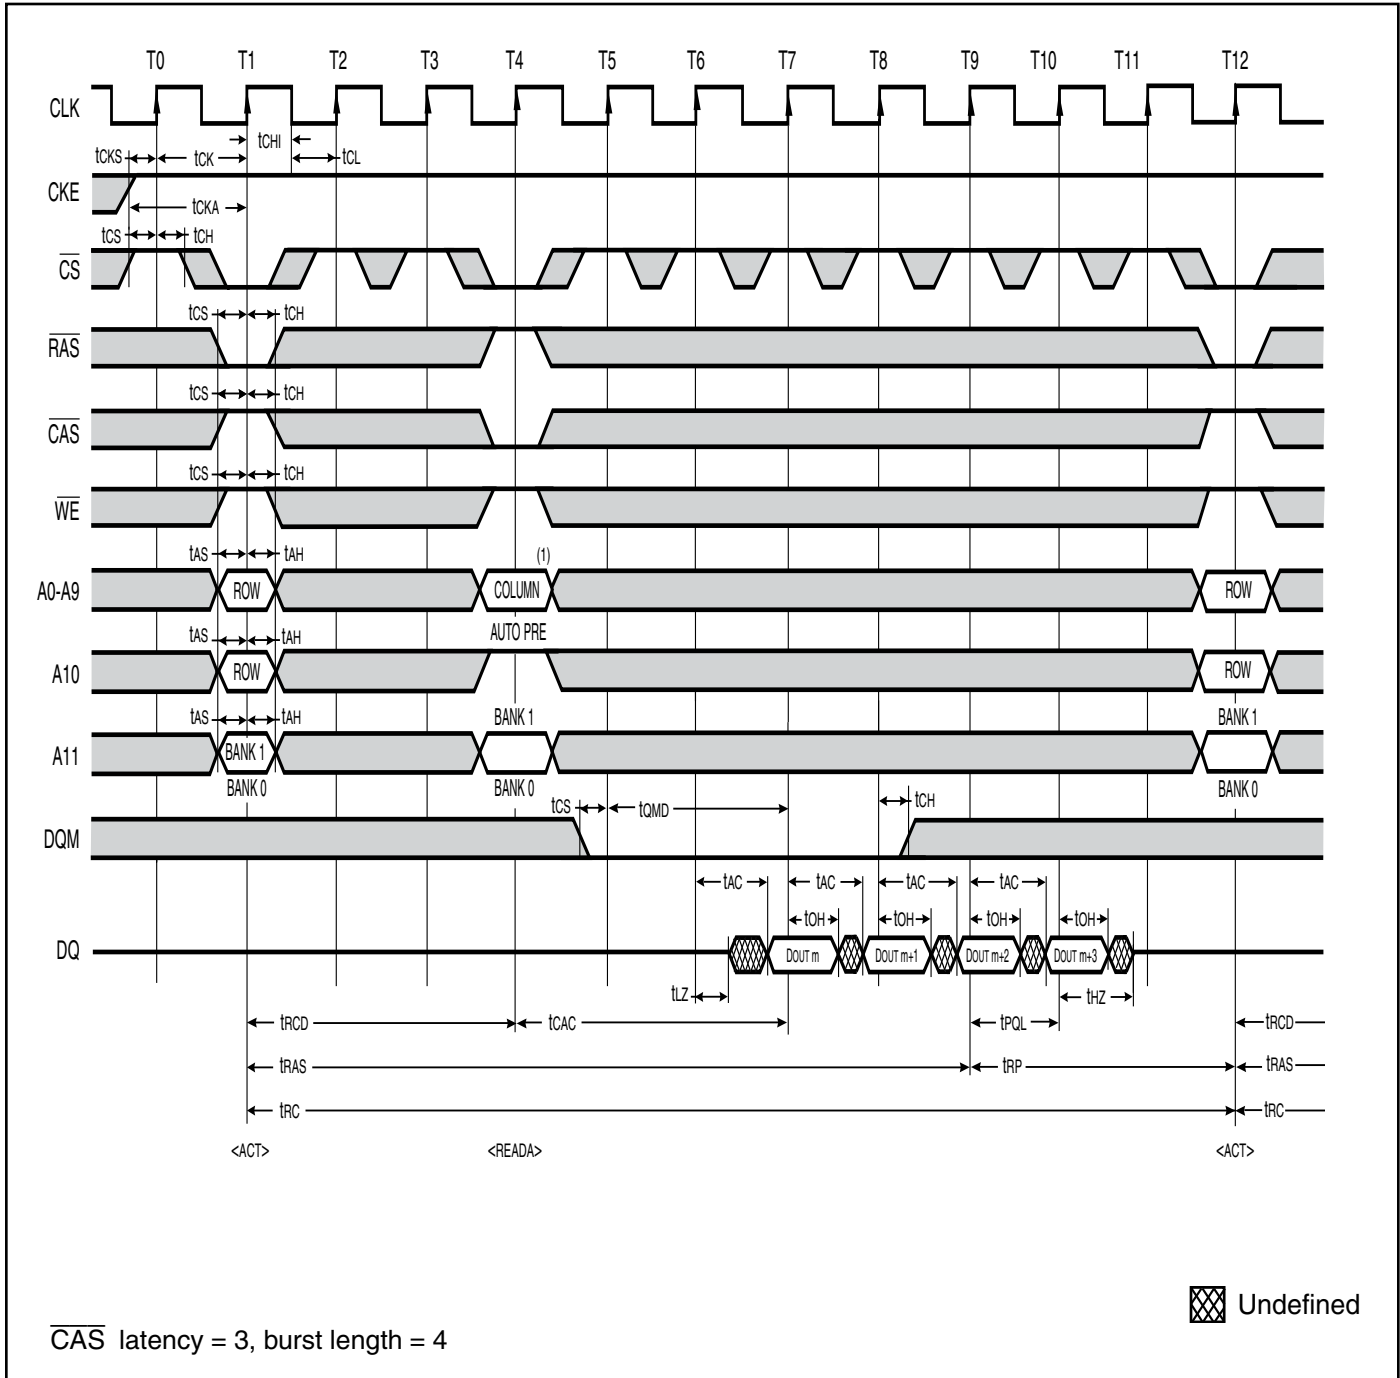 T0 T1 T2 T3 T4 T5 T6 T7 T8 T9 T10 T11 T12
CLK
tCHI
tCKS tCK tCL
CKE
tCKA
tCS tCH
CS
tCS tCH
RAS
tCS tCH
CAS
tCS tCH
WE
tAS tAH (1)
A0-A9 ROW COLUMN ROW
tAS tAH AUTO PRE
A10 ROW ROW
tAS tAH BANK 1 BANK 1
A11 BANK 1
BANK 0 BANK 0 BANK 0
tCS tQMD tCH
DQM
tAC tAC tAC tAC
tOH tOH tOH tOH
DQ DOUT m DOUT m+1 DOUT m+2 DOUT m+3
tLZ tHZ
tRCD tCAC tPQL tRCD
tRAS tRP tRAS
tRC tRC
<ACT> <READA> <ACT>
Undefined
CAS latency = 3, burst length = 4